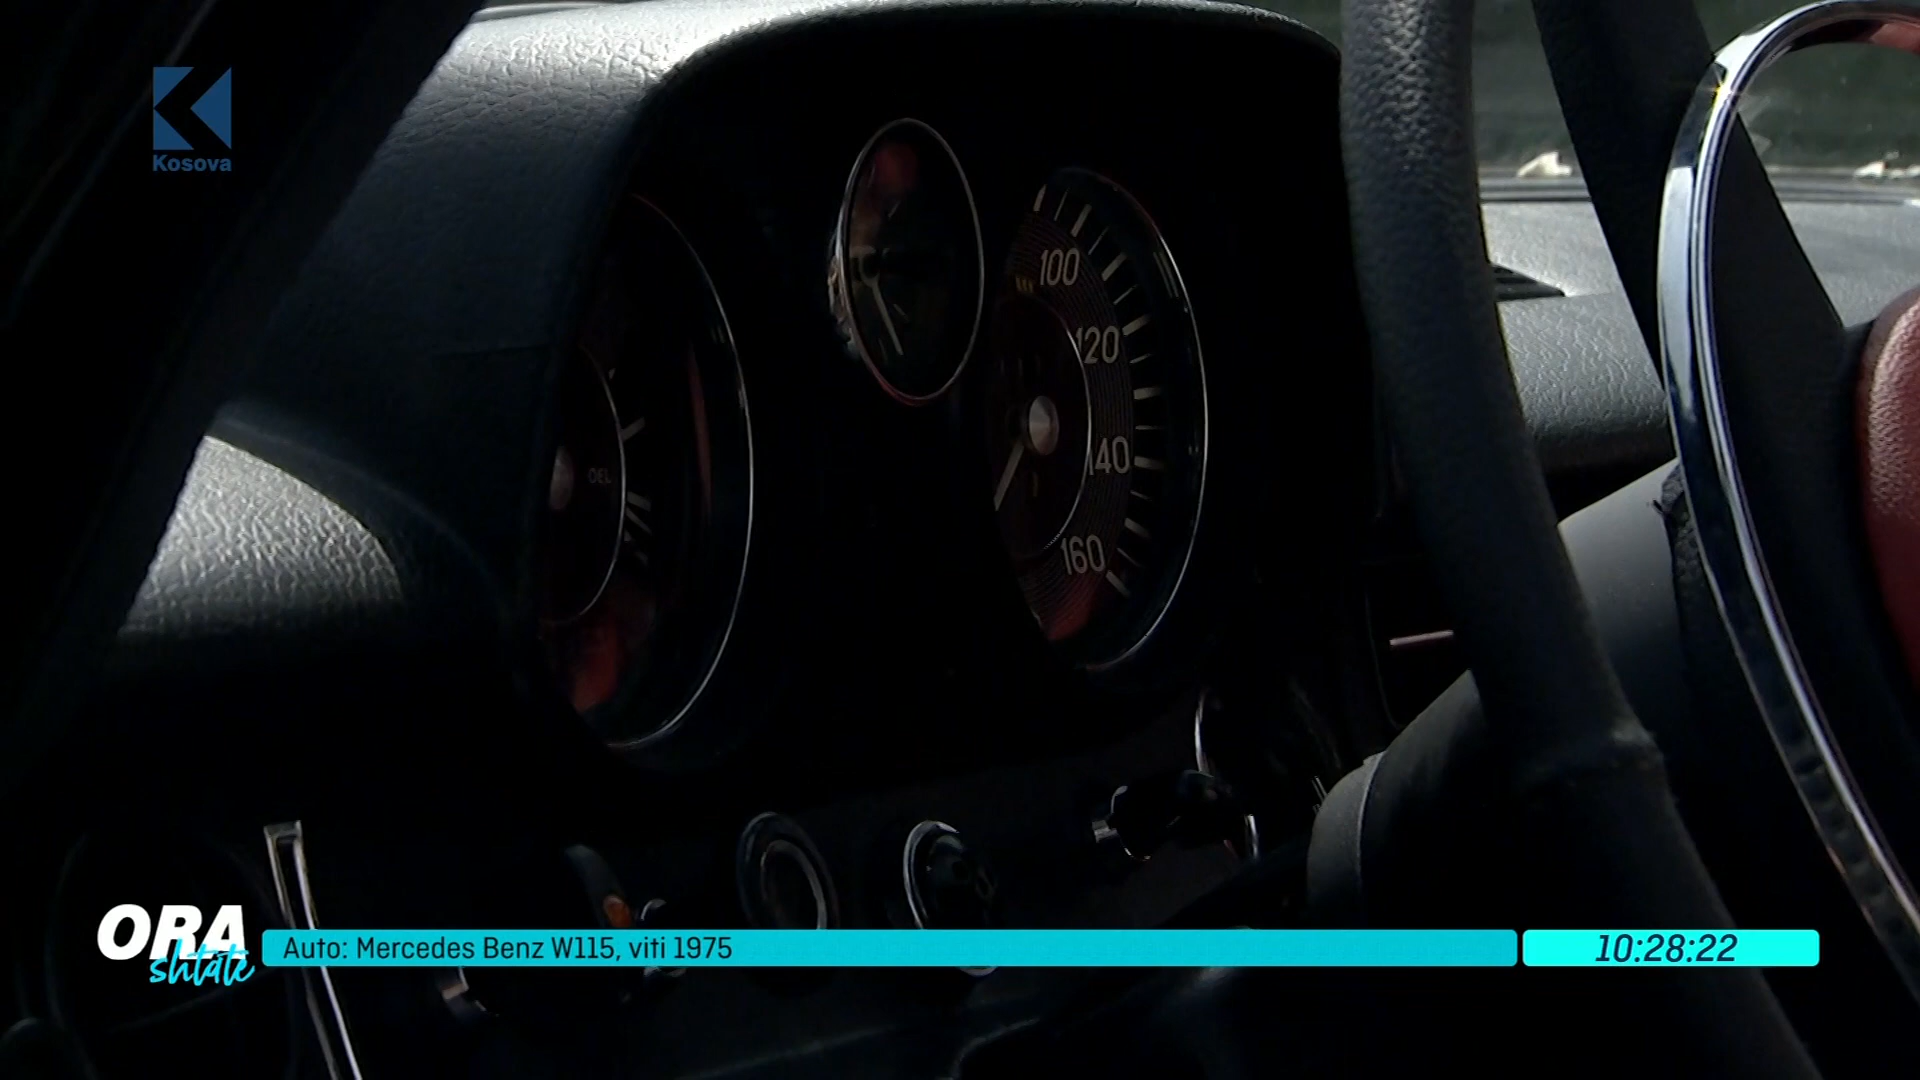 Kosova
100
120
140
160
OEL
ORA
shtatë
Auto: Mercedes Benz W115, viti 1975
10:28:22